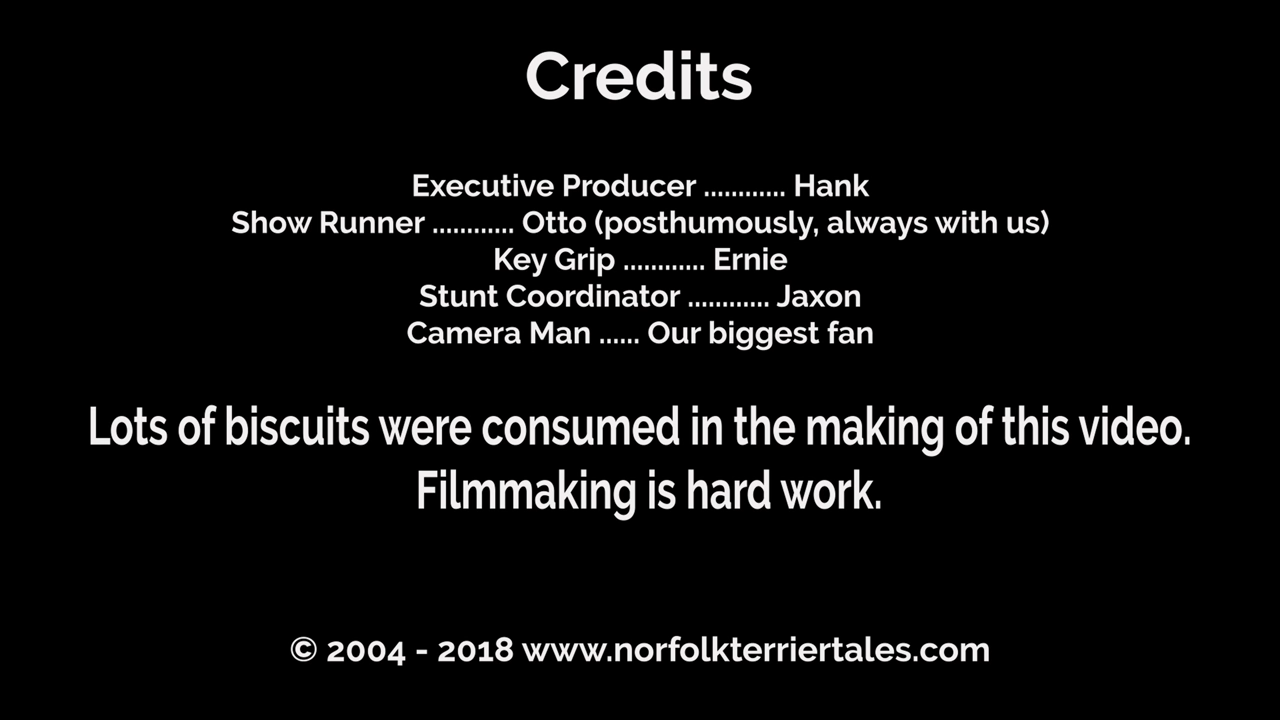 Credits
Executive Producer ............ Hank
Show Runner ............ Otto (posthumously, always with us)
Key Grip ............ Ernie
Stunt Coordinator ............ Jaxon
Camera Man ...... Our biggest fan
Lots of biscuits were consumed in the making of this video.
Filmmaking is hard work.
© 2004 - 2018 www.norfolkterriertales.com